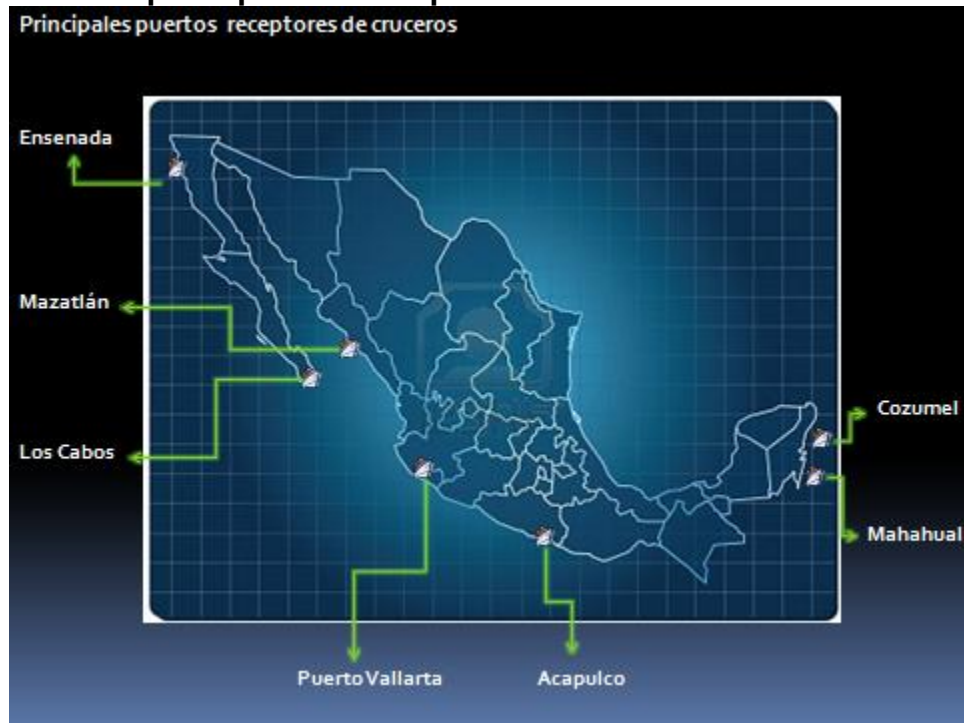 Principales puertos receptores de cruceros
Ensenada
Mazatlán
Los Cabos
Cozumel
Mahahual
Puerto Vallarta
Acapulco